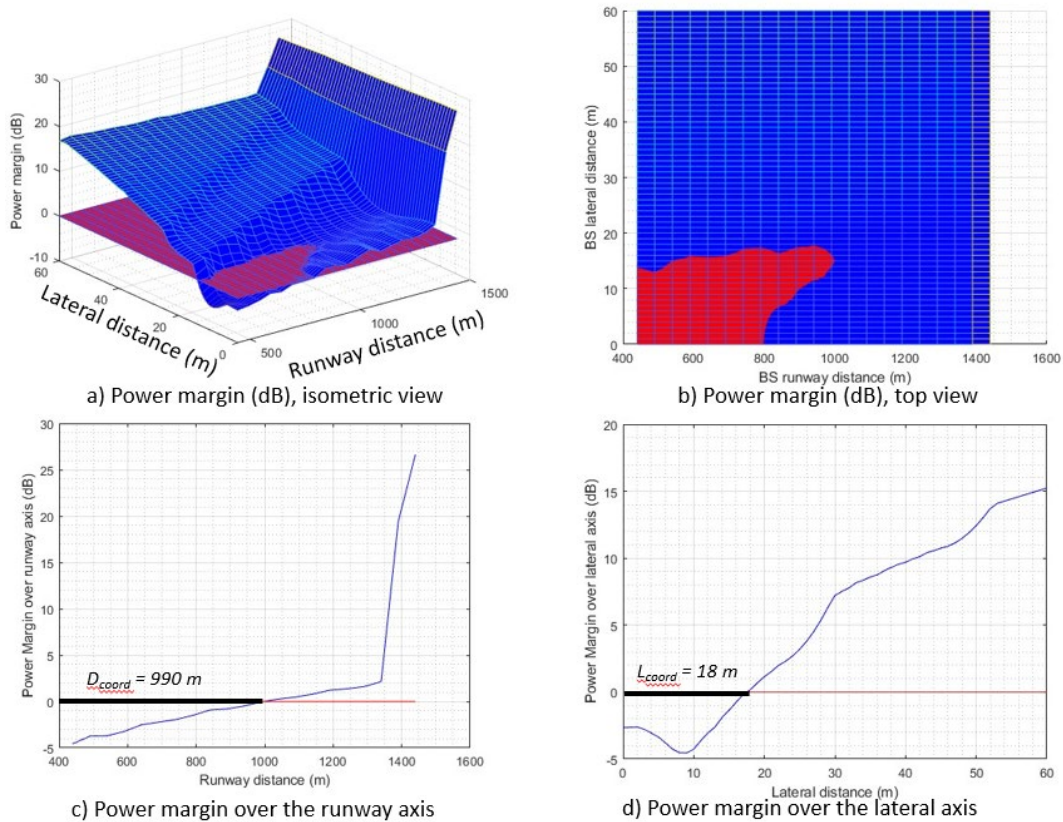 30
20
10
0
-10
Power margin (dB)
60
40
20
0
Lateral distance (m)
500
1000
1500
Runway distance (m)
a) Power margin (dB), isometric view
60
50
40
30
20
10
0
BS lateral distance (m)
400 600 800 1000 1200 1400 1600
BS runway distance (m)
b) Power margin (dB), top view
30
25
20
15
10
5
0
-5
Power Margin over runway axis (dB)
D_coord = 990 m
400 600 800 1000 1200 1400 1600
Runway distance (m)
c) Power margin over the runway axis
20
15
10
5
0
-5
Power Margin over lateral axis (dB)
L_coord = 18 m
0 10 20 30 40 50 60
Lateral distance (m)
d) Power margin over the lateral axis